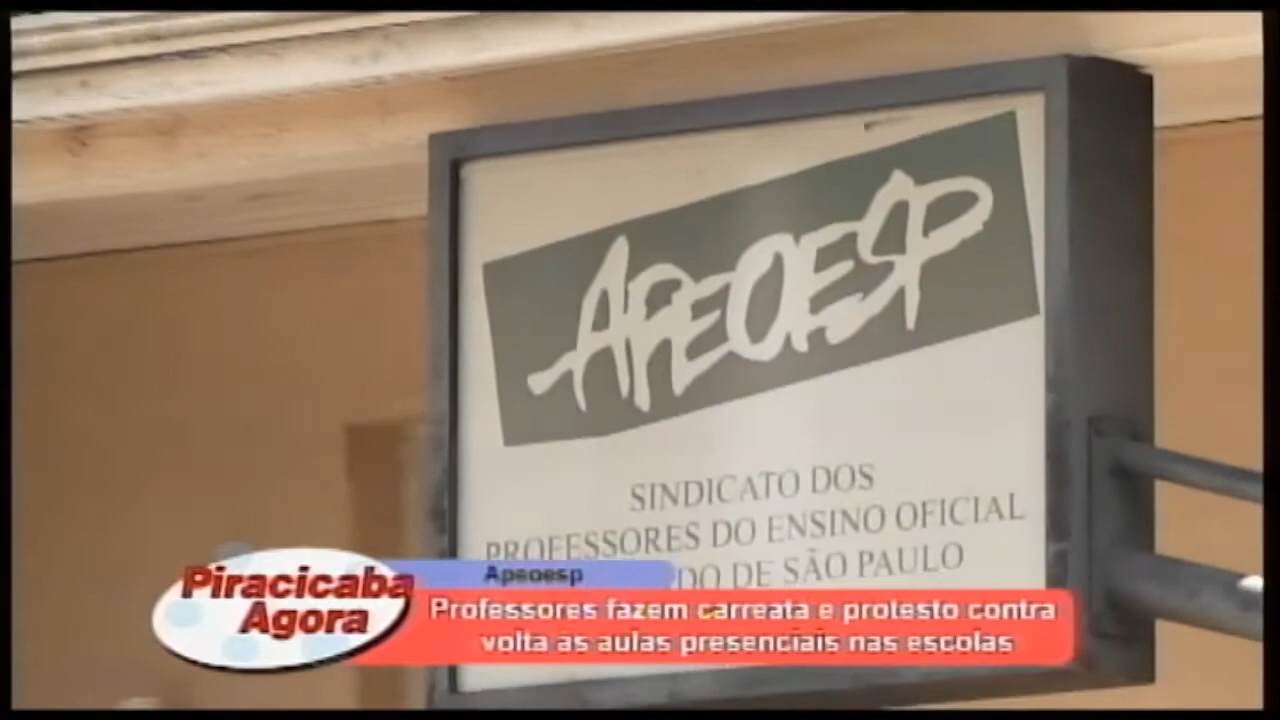 APEOESP
SINDICATO DOS
PROFESSORES DO ENSINO OFICIAL
DO DE SÃO PAULO
Piracicaba
Agora
Apeoesp
Professores fazem carreata e protesto contra
volta as aulas presenciais nas escolas